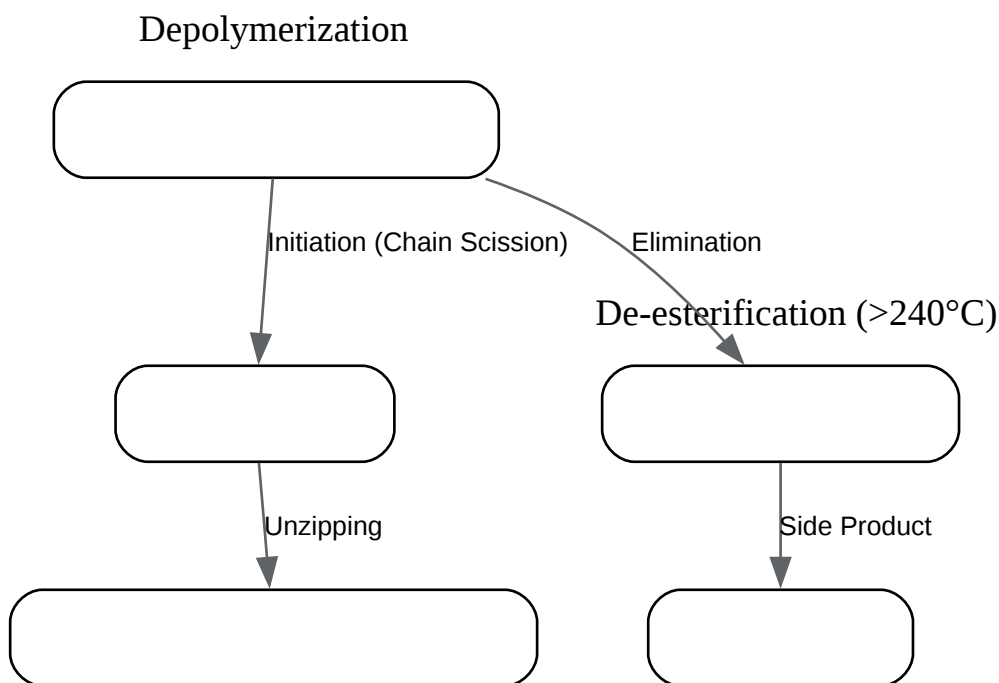 Depolymerization
Initiation (Chain Scission)
Elimination
De-esterification (>240°C)
Unzipping
Side Product